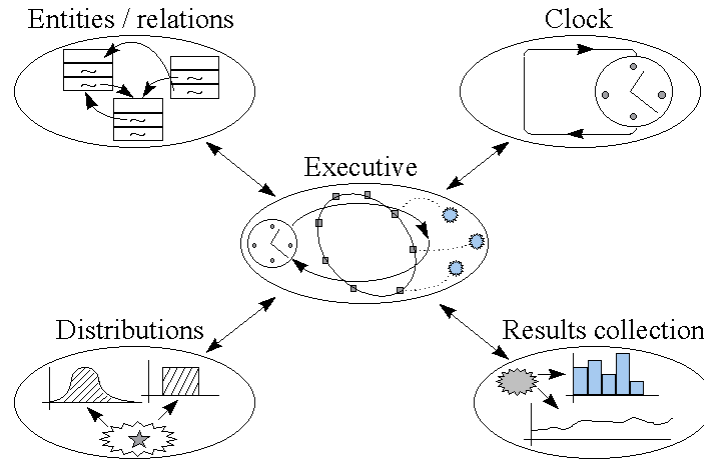 Entities / relations
Clock
Executive
Distributions
Results collection